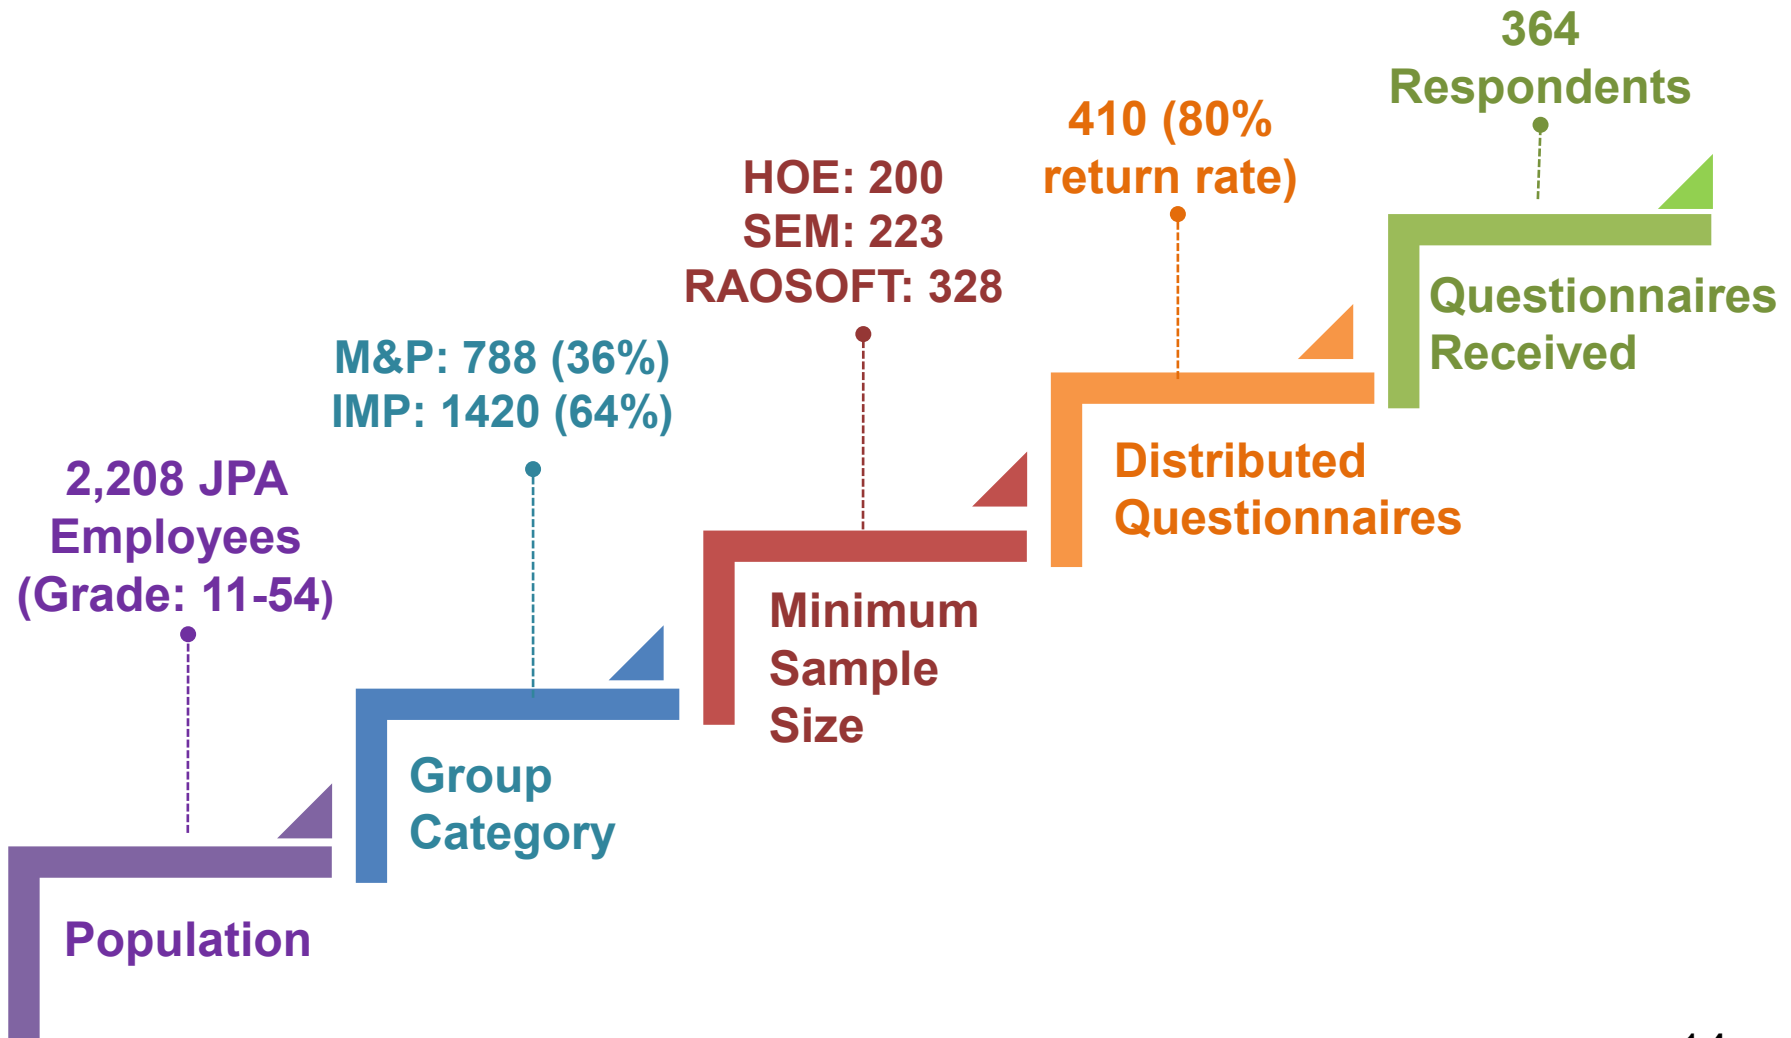 2,208 JPA
Employees
(Grade: 11-54)
Population
M&P: 788 (36%)
IMP: 1420 (64%)
Group
Category
HOE: 200
SEM: 223
RAOSOFT: 328
Minimum
Sample
Size
410 (80%
return rate)
Distributed
Questionnaires
364
Respondents
Questionnaires
Received